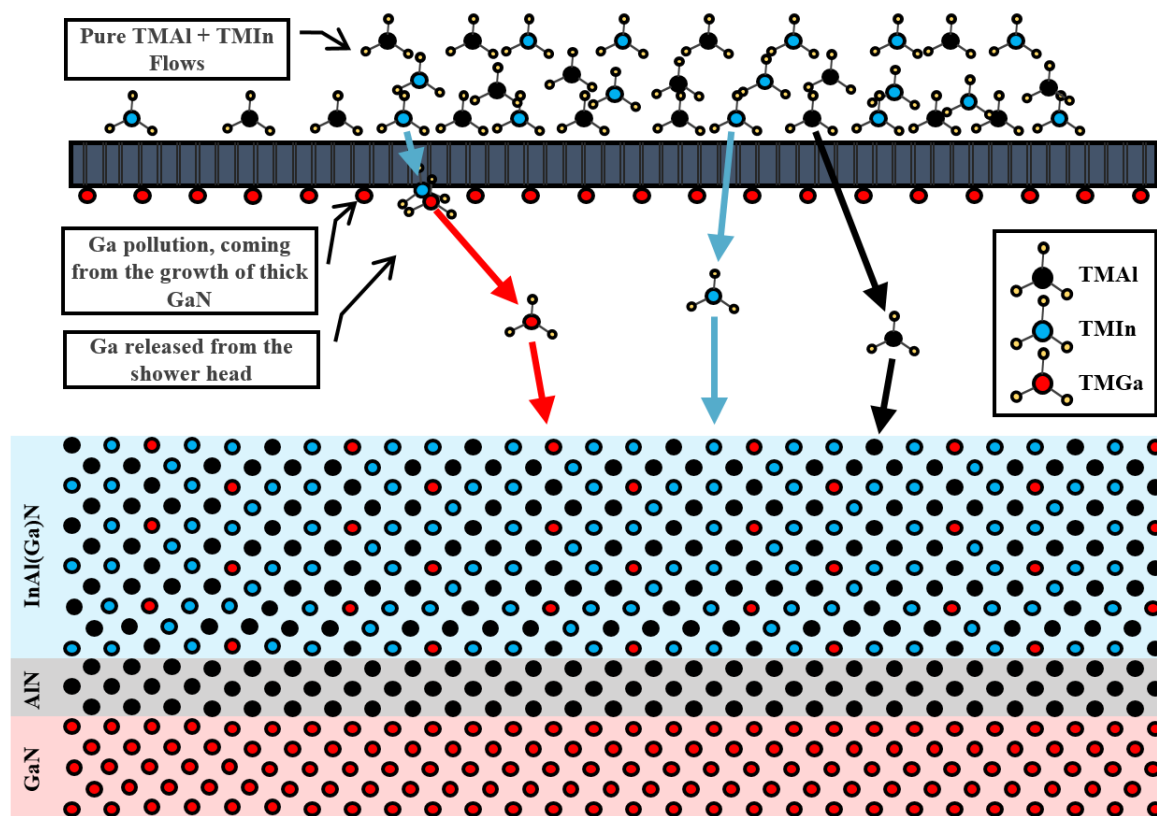 Pure TMAl + TMIn
Flows
Ga pollution, coming
from the growth of thick
GaN
Ga released from the
shower head
TMAl
TMIn
TMGa
InAl(Ga)N
AlN
GaN